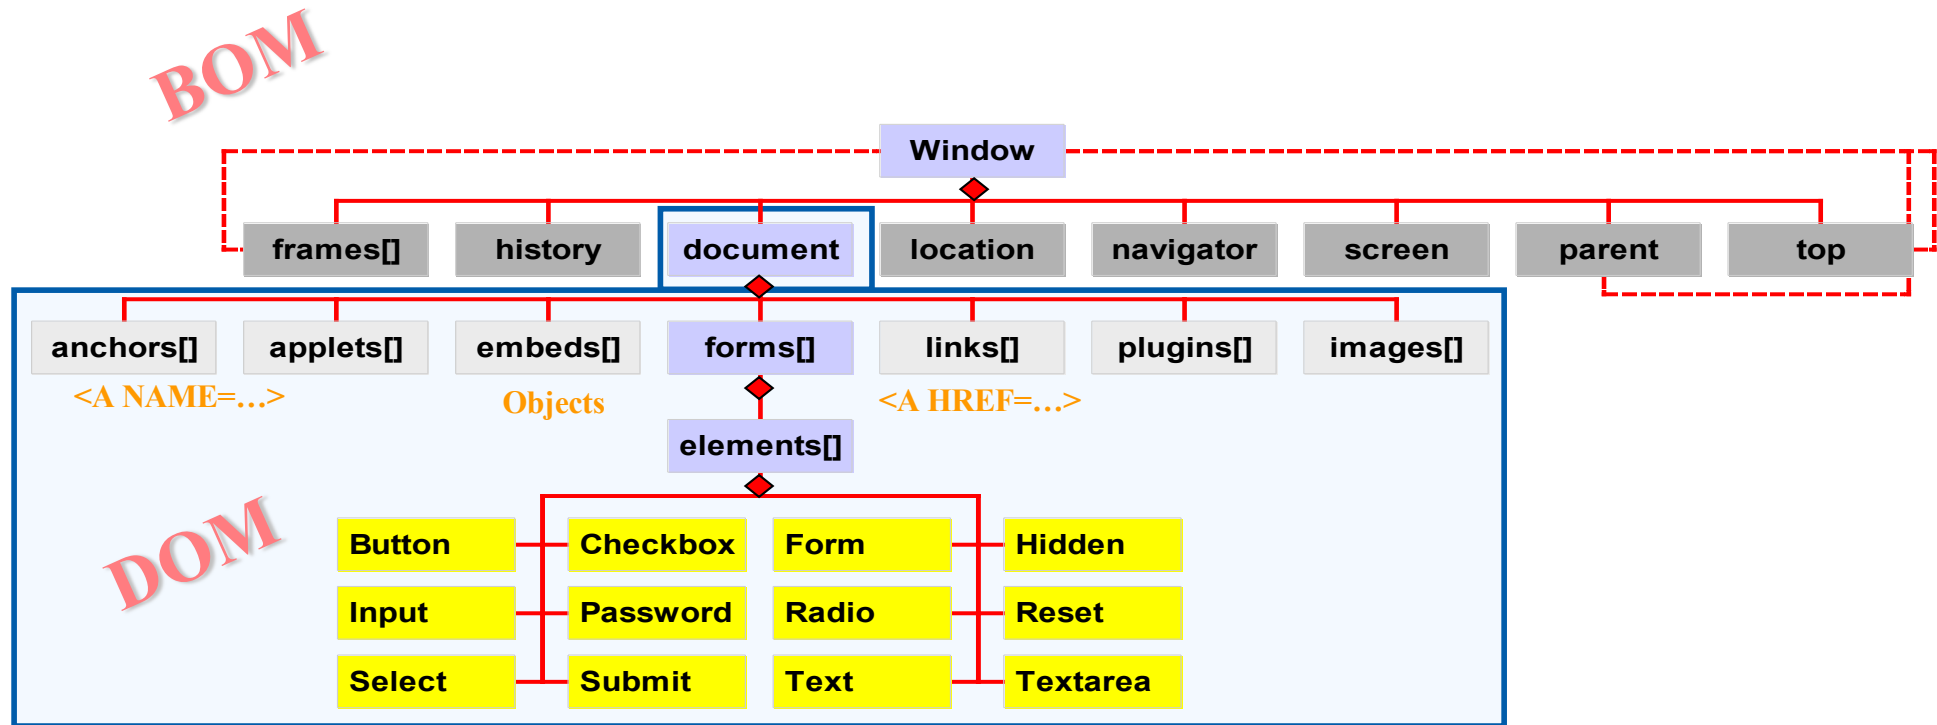 BOM
Window
frames[] history document location navigator screen parent top
anchors[] applets[] embeds[] forms[] links[] plugins[] images[]
<A NAME=…> Objects <A HREF=…>
elements[]
DOM
Button Checkbox Form Hidden
Input Password Radio Reset
Select Submit Text Textarea